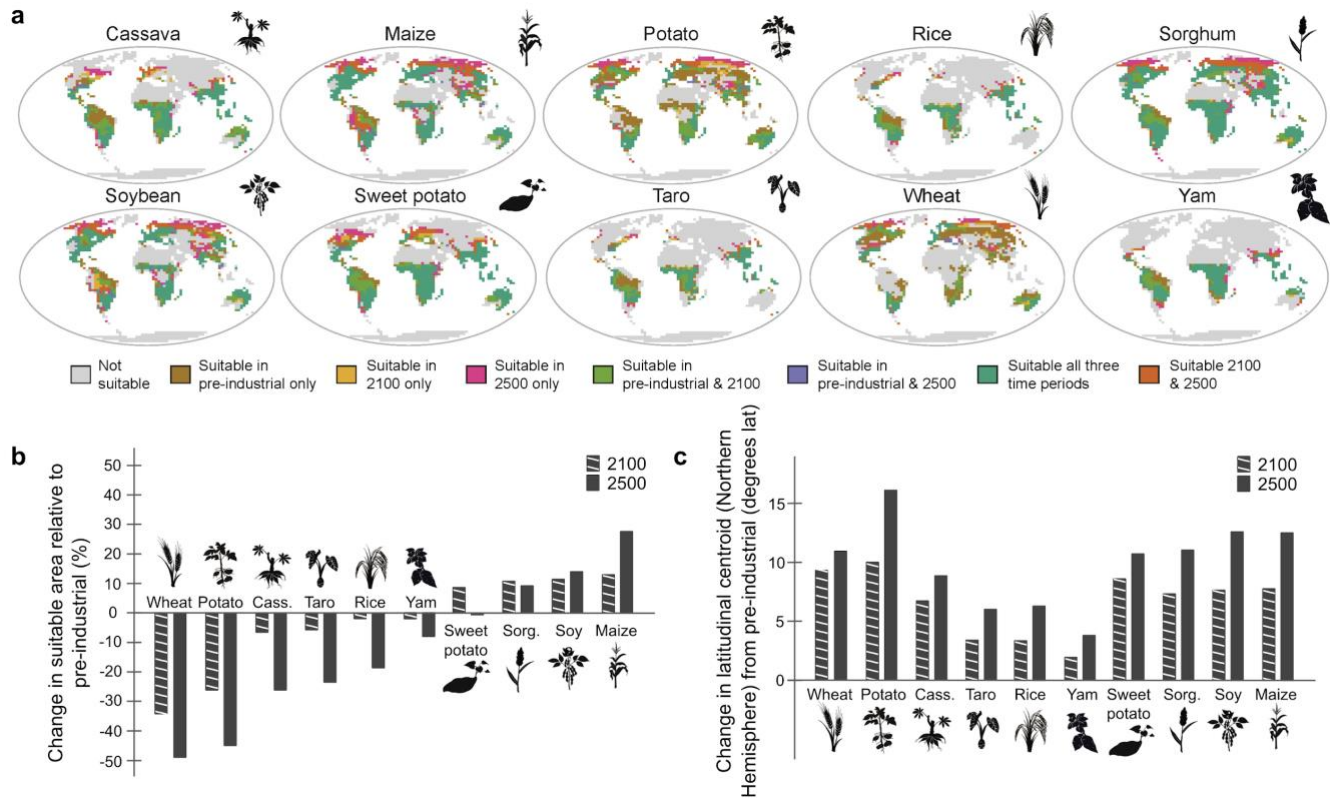 a
Cassava
Maize
Potato
Rice
Sorghum
Soybean
Sweet potato
Taro
Wheat
Yam
Not
suitable
Suitable in
pre-industrial only
Suitable in
2100 only
Suitable in
2500 only
Suitable in
pre-industrial & 2100
Suitable in
pre-industrial & 2500
Suitable all three
time periods
Suitable 2100
& 2500
b
Change in suitable area relative to
pre-industrial (%)
50
40
30
20
10
0
-10
-20
-30
-40
-50
2100
2500
Wheat
Potato
Cass.
Taro
Rice
Yam
Sweet
potato
Sorg.
Soy
Maize
c
Change in latitudinal centroid (Northern
Hemisphere) from pre-industrial (degrees lat)
15
10
5
0
2100
2500
Wheat
Potato
Cass.
Taro
Rice
Yam
Sweet
potato
Sorg.
Soy
Maize